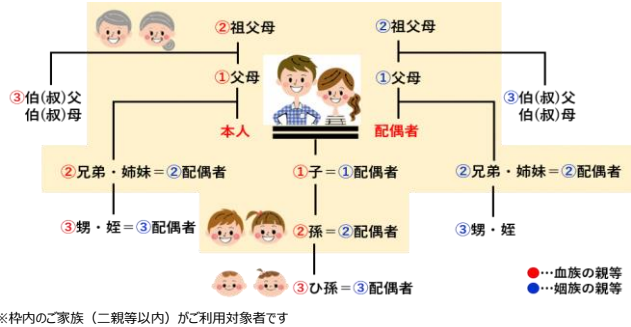 ②祖父母
②祖父母
①父母
①父母
③伯(叔)父
伯(叔)母
③伯(叔)父
伯(叔)母
本人
配偶者
②兄弟・姉妹=②配偶者
①子=①配偶者
②兄弟・姉妹=②配偶者
③甥・姪=③配偶者
②孫=②配偶者
③甥・姪
③ひ孫=③配偶者
●…血族の親等
●…姻族の親等
※枠内のご家族（二親等以内）がご利用対象者です